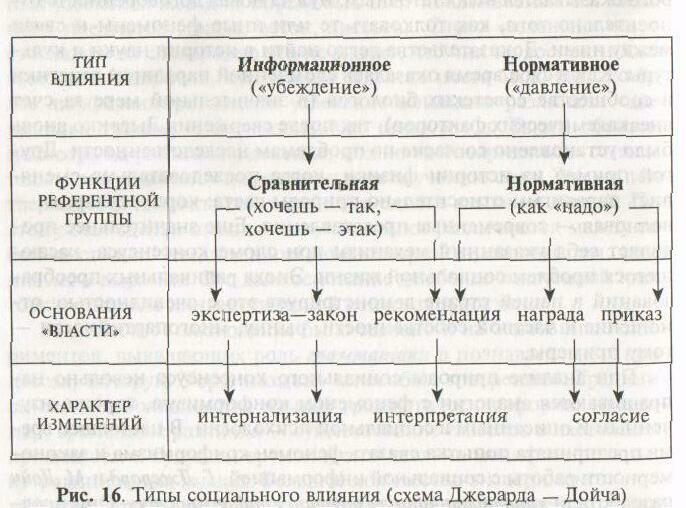 ТИП Информационное Нормативное
ВЛИЯНИЯ («убеждение») («давление»)
ФУНКЦИИ Сравнительная Нормативная
РЕФЕРЕНТНОЙ (хочешь — так, (как «надо»)
ГРУППЫ хочешь — этак)
ОСНОВАНИЯ экспертиза—закон рекомендация награда приказ
«ВЛАСТИ»
ХАРАКТЕР интернализация интерпретация согласие
ИЗМЕНЕНИЙ
Рис. 16. Типы социального влияния (схема Джерарда — Дойча)